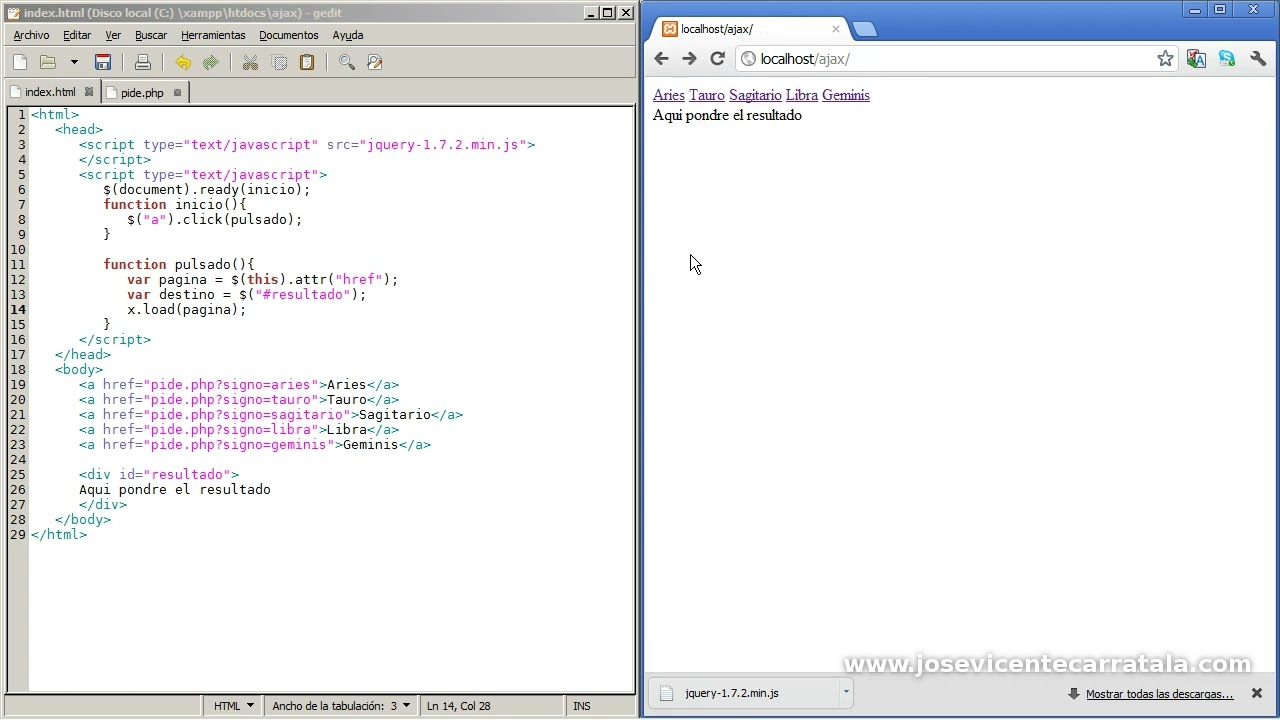 index.html (Disco local (C:) \xampp\htdocs\ajax) - gedit
Archivo Editar Ver Buscar Herramientas Documentos Ayuda
index.html pide.php
1 <html>
2 <head>
3 <script type="text/javascript" src="jquery-1.7.2.min.js">
4 </script>
5 <script type="text/javascript">
6 $(document).ready(inicio);
7 function inicio(){
8 $("a").click(pulsado);
9 }
10
11 function pulsado(){
12 var pagina = $(this).attr("href");
13 var destino = $("#resultado");
14 x.load(pagina);
15 }
16 </script>
17 </head>
18 <body>
19 <a href="pide.php?signo=aries">Aries</a>
20 <a href="pide.php?signo=tauro">Tauro</a>
21 <a href="pide.php?signo=sagitario">Sagitario</a>
22 <a href="pide.php?signo=libra">Libra</a>
23 <a href="pide.php?signo=geminis">Geminis</a>
24
25 <div id="resultado">
26 Aqui pondre el resultado
27 </div>
28 </body>
29 </html>
HTML Ancho de la tabulación: 3 Ln 14, Col 28 INS
localhost/ajax/
localhost/ajax/
Aries Tauro Sagitario Libra Geminis
Aqui pondre el resultado
www.josevicentecarratala.com
jquery-1.7.2.min.js Mostrar todas las descargas...